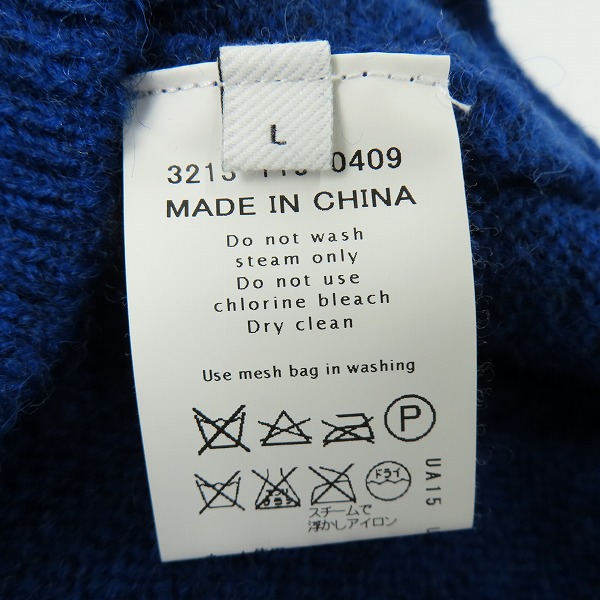 L
0409
MADE IN CHINA
Do not wash
steam only
Do not use
chlorine bleach
Dry clean
Use mesh bag in washing
P
ドライ
スチームで
浮かしアイロン
UA15